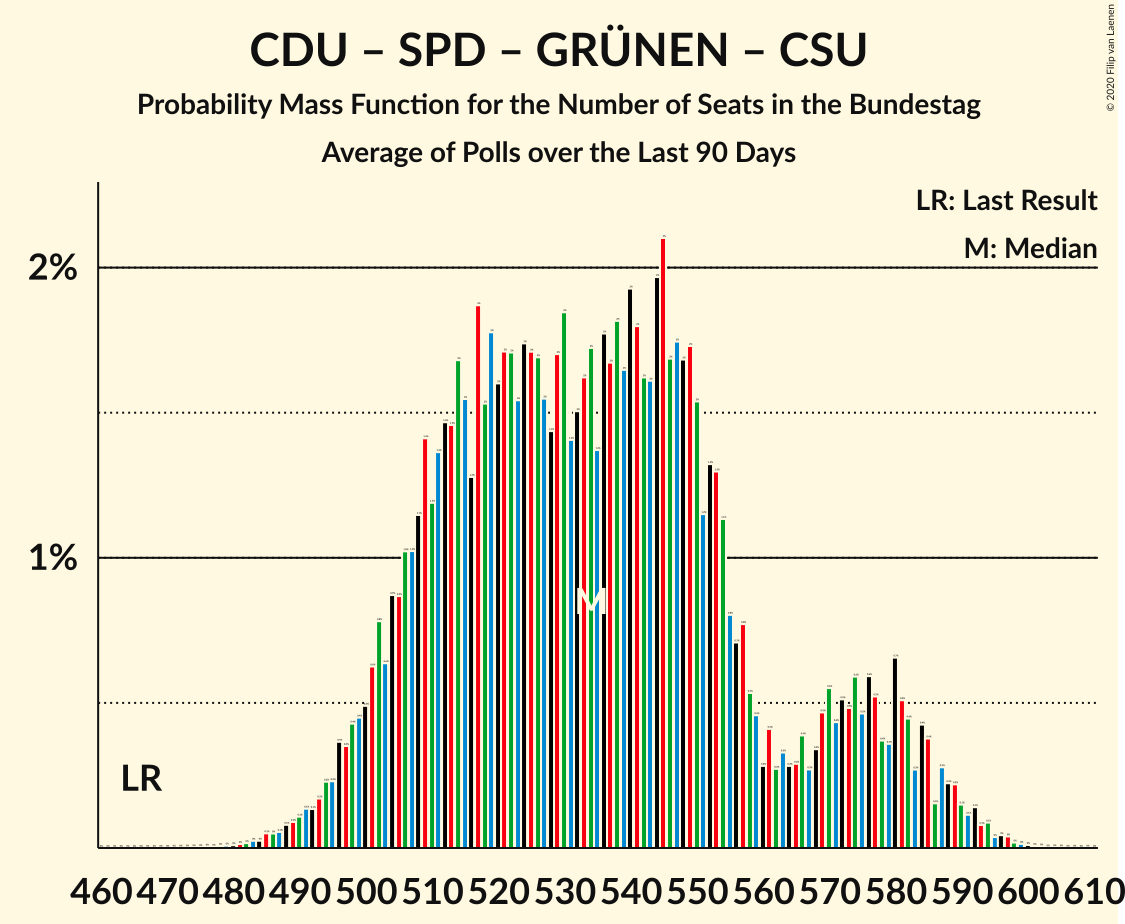 CDU – SPD – GRÜNEN – CSU
Probability Mass Function for the Number of Seats in the Bundestag
Average of Polls over the Last 90 Days
© 2020 Filip van Laenen
LR: Last Result
M: Median
2%
1%
M
LR
460 470 480 490 500 510 520 530 540 550 560 570 580 590 600 610